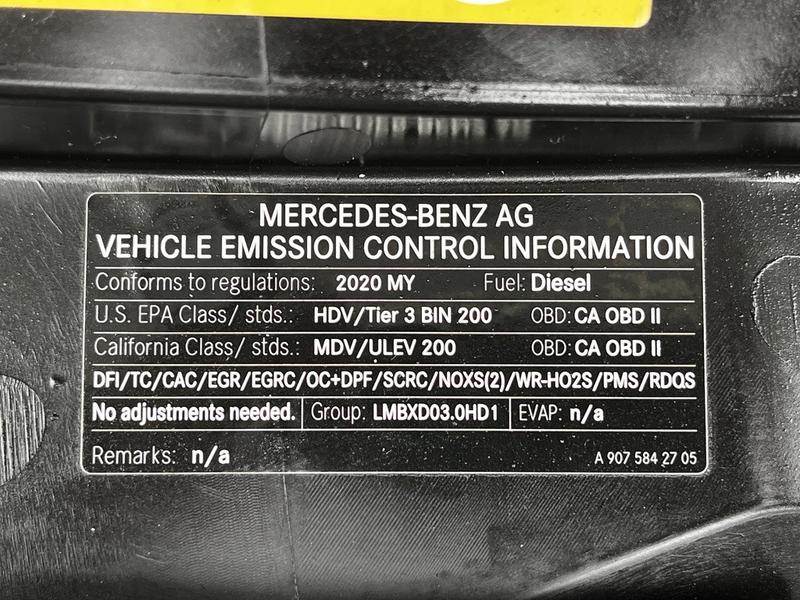 MERCEDES-BENZ AG
VEHICLE EMISSION CONTROL INFORMATION
Conforms to regulations: 2020 MY Fuel: Diesel
U.S. EPA Class/ stds.: HDV/Tier 3 BIN 200 OBD: CA OBD II
California Class/ stds.: MDV/ULEV 200 OBD: CA OBD II
DFI/TC/CAC/EGR/EGRC/OC+DPF/SCRC/NOXS(2)/WR-HO2S/PMS/RDQS
No adjustments needed. Group: LMBXD03.0HD1 EVAP: n/a
Remarks: n/a A 907 584 27 05